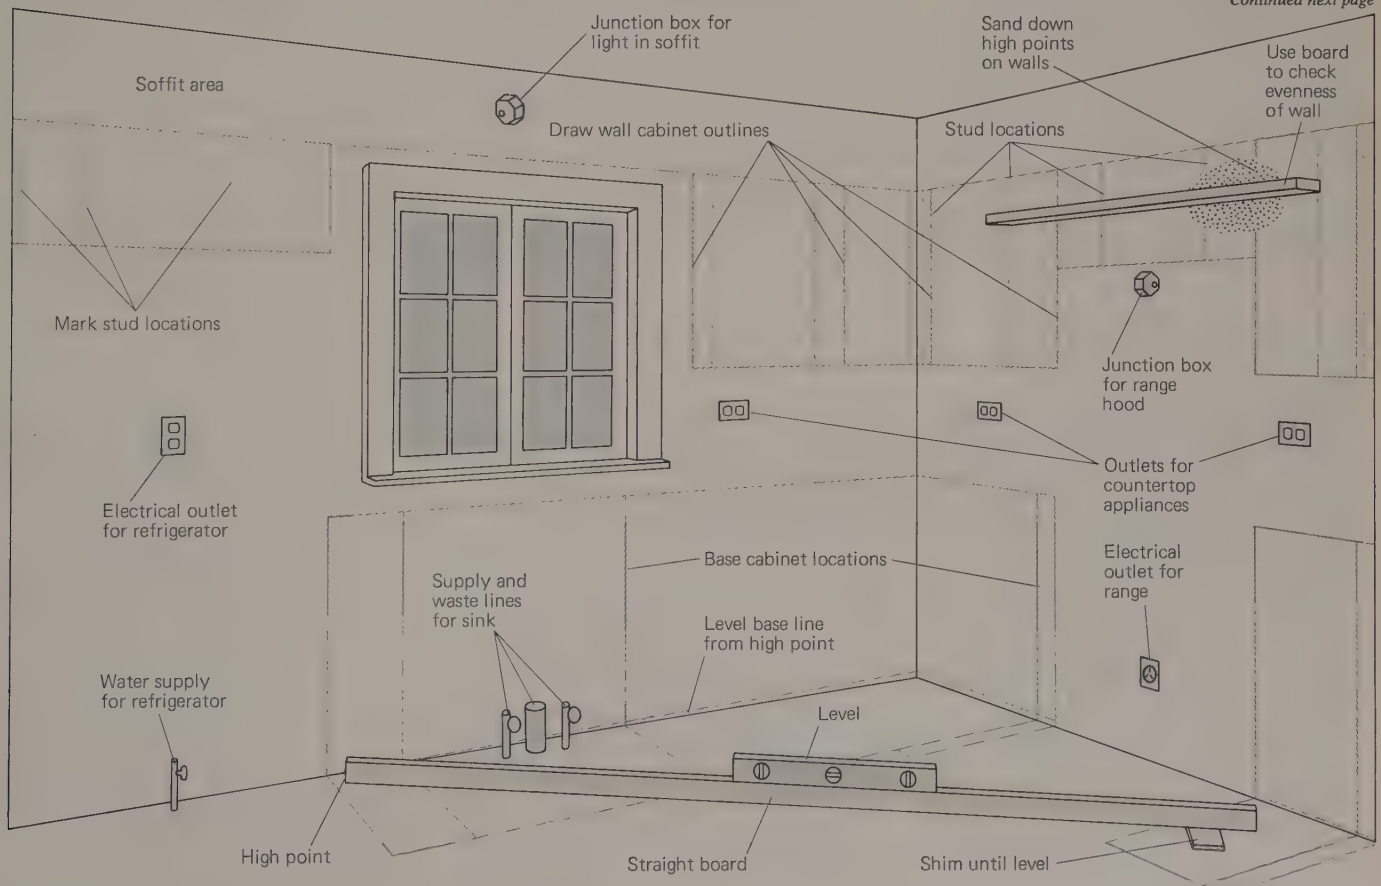 Continued next page
Junction box for
light in soffit
Sand down
high points
on walls
Use board
to check
evenness
of wall
Soffit area
Draw wall cabinet outlines
Stud locations
Mark stud locations
Junction box
for range
hood
Electrical outlet
for refrigerator
Outlets for
countertop
appliances
Base cabinet locations
Electrical
outlet for
range
Supply and
waste lines
for sink
Level base line
from high point
Water supply
for refrigerator
Level
High point
Straight board
Shim until level